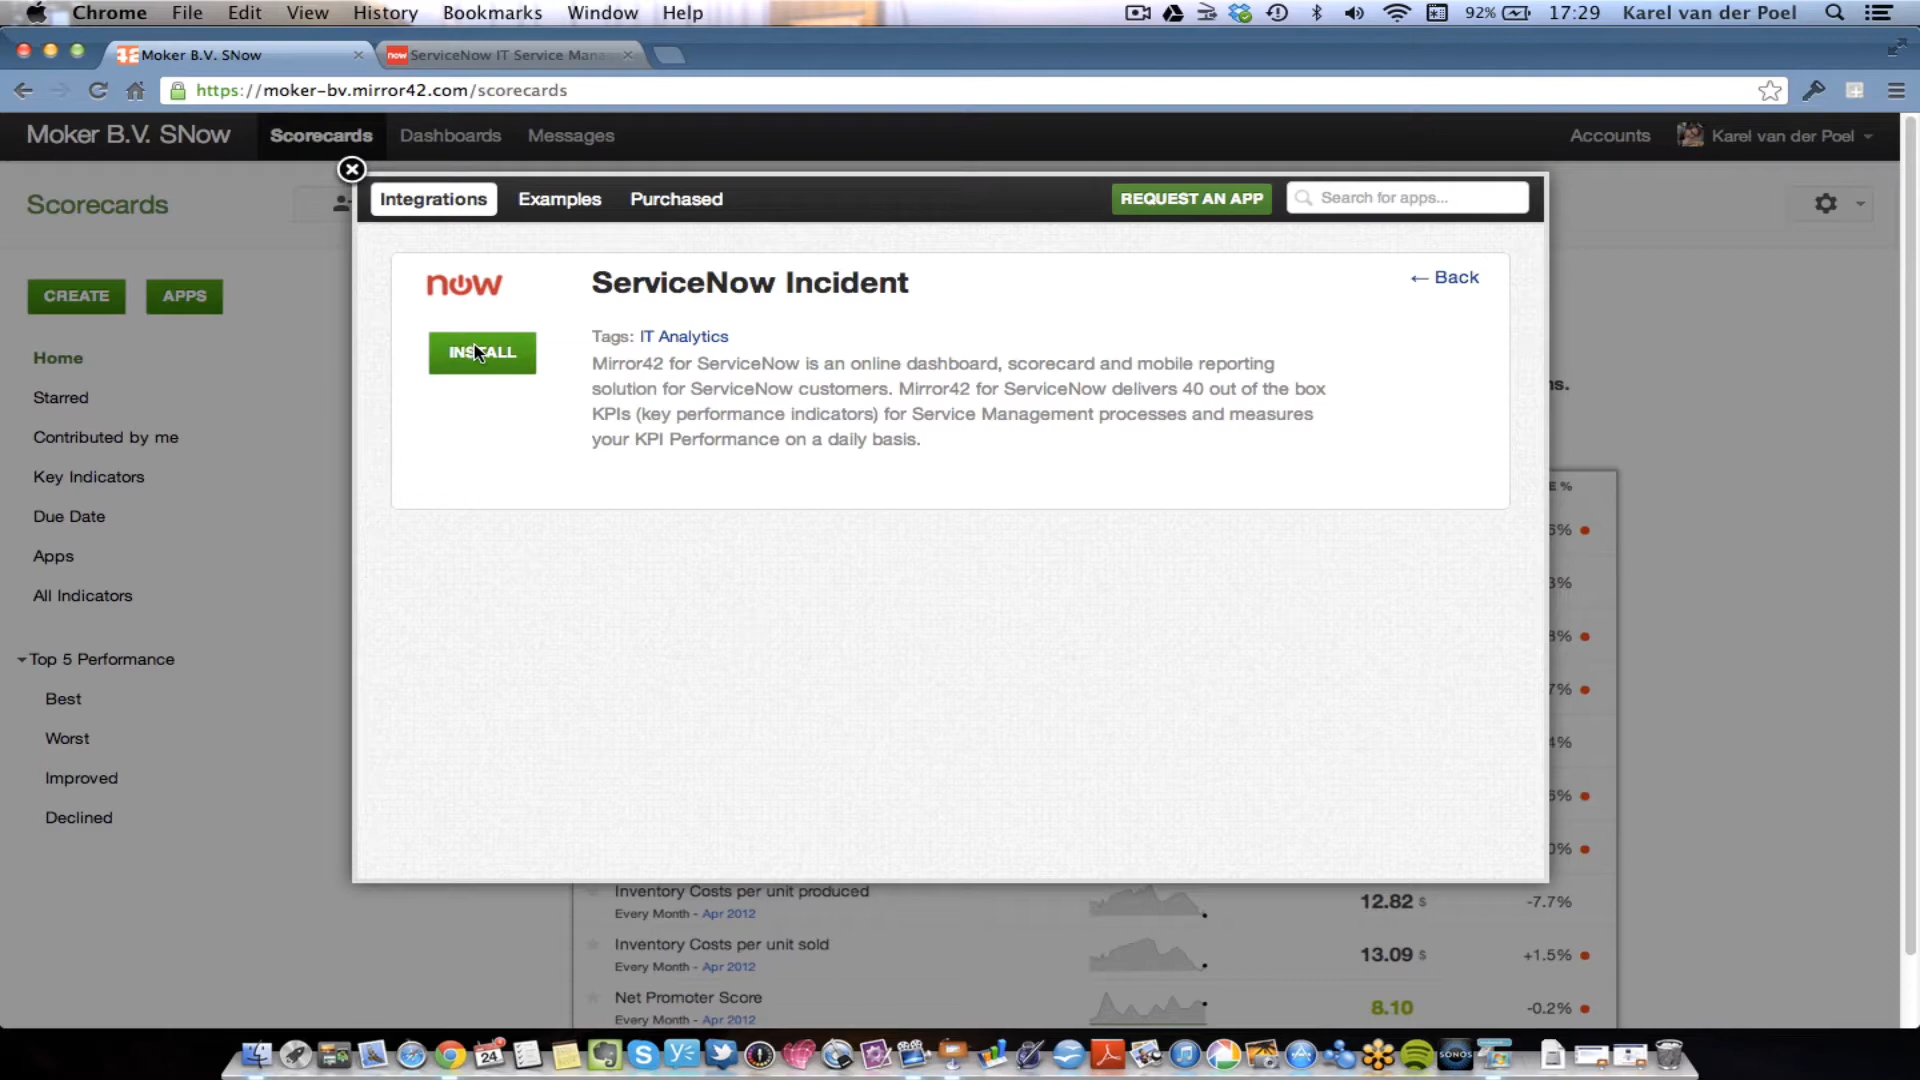 Chrome File Edit View History Bookmarks Window Help 92% 17:29 Karel van der Poel
Moker B.V. SNow
now ServiceNow IT Service Mana
https://moker-bv.mirror42.com/scorecards
Moker B.V. SNow Scorecards Dashboards Messages Accounts Karel van der Poel
Scorecards
Integrations Examples Purchased REQUEST AN APP Search for apps...
CREATE APPS
Home
Starred
Contributed by me
Key Indicators
Due Date
Apps
All Indicators
Top 5 Performance
Best
Worst
Improved
Declined
now
INSTALL
ServiceNow Incident
← Back
Tags: IT Analytics
Mirror42 for ServiceNow is an online dashboard, scorecard and mobile reporting
solution for ServiceNow customers. Mirror42 for ServiceNow delivers 40 out of the box
KPIs (key performance indicators) for Service Management processes and measures
your KPI Performance on a daily basis.
Inventory Costs per unit produced 12.82 $ -7.7%
Every Month - Apr 2012
Inventory Costs per unit sold 13.09 $ +1.5%
Every Month - Apr 2012
Net Promoter Score 8.10 -0.2%
Every Month - Apr 2012
24
SONOS